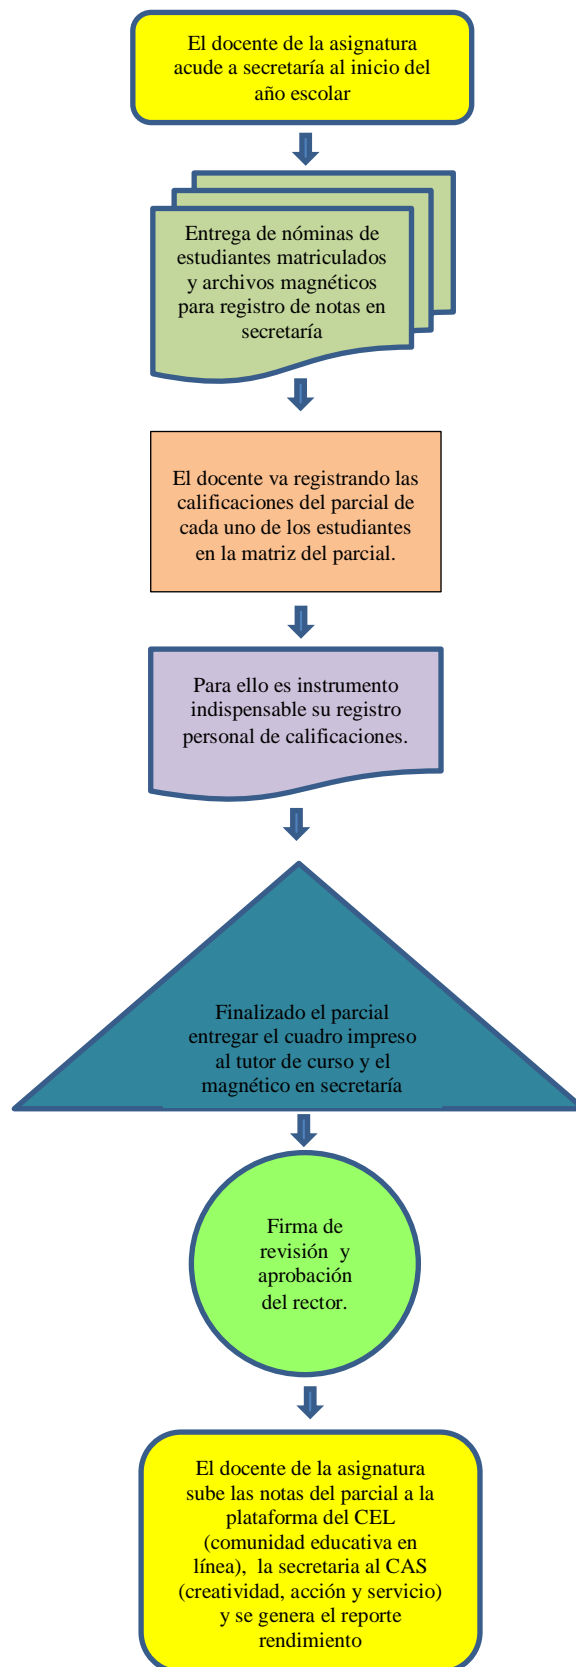 El docente de la asignatura
acude a secretaría al inicio del
año escolar
Entrega de nóminas de
estudiantes matriculados
y archivos magnéticos
para registro de notas en
secretaría
El docente va registrando las
calificaciones del parcial de
cada uno de los estudiantes
en la matriz del parcial.
Para ello es instrumento
indispensable su registro
personal de calificaciones.
Finalizado el parcial
entregar el cuadro impreso
al tutor de curso y el
magnético en secretaría
Firma de
revisión y
aprobación
del rector.
El docente de la asignatura
sube las notas del parcial a la
plataforma del CEL
(comunidad educativa en
línea), la secretaria al CAS
(creatividad, acción y servicio)
y se genera el reporte
rendimiento